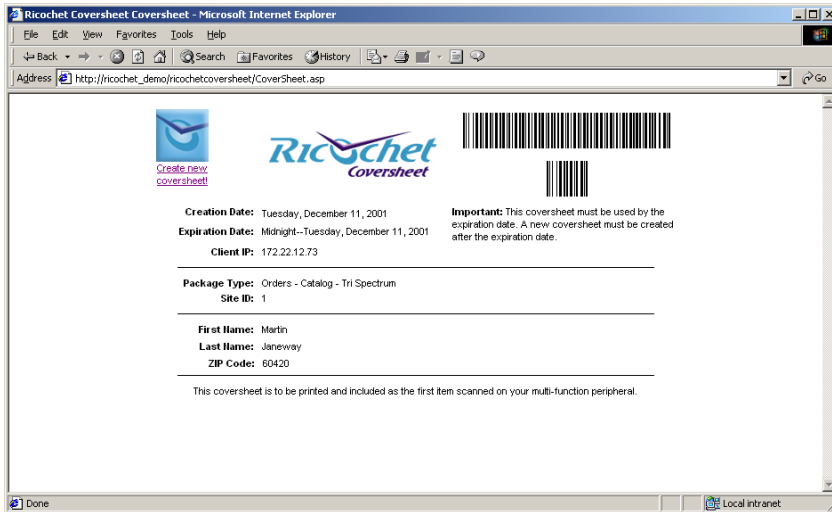 Ricochet Coversheet Coversheet - Microsoft Internet Explorer
File Edit View Favorites Tools Help
Back Search Favorites History
Address http://ricochet_demo/ricochetcoversheet/CoverSheet.asp Go
Create new
coversheet!
Ricochet
Coversheet
Creation Date: Tuesday, December 11, 2001
Expiration Date: Midnight--Tuesday, December 11, 2001
Client IP: 172.22.12.73
Important: This coversheet must be used by the
expiration date. A new coversheet must be created
after the expiration date.
Package Type: Orders - Catalog - Tri Spectrum
Site ID: 1
First Name: Martin
Last Name: Janeway
ZIP Code: 60420
This coversheet is to be printed and included as the first item scanned on your multi-function peripheral.
Done Local intranet